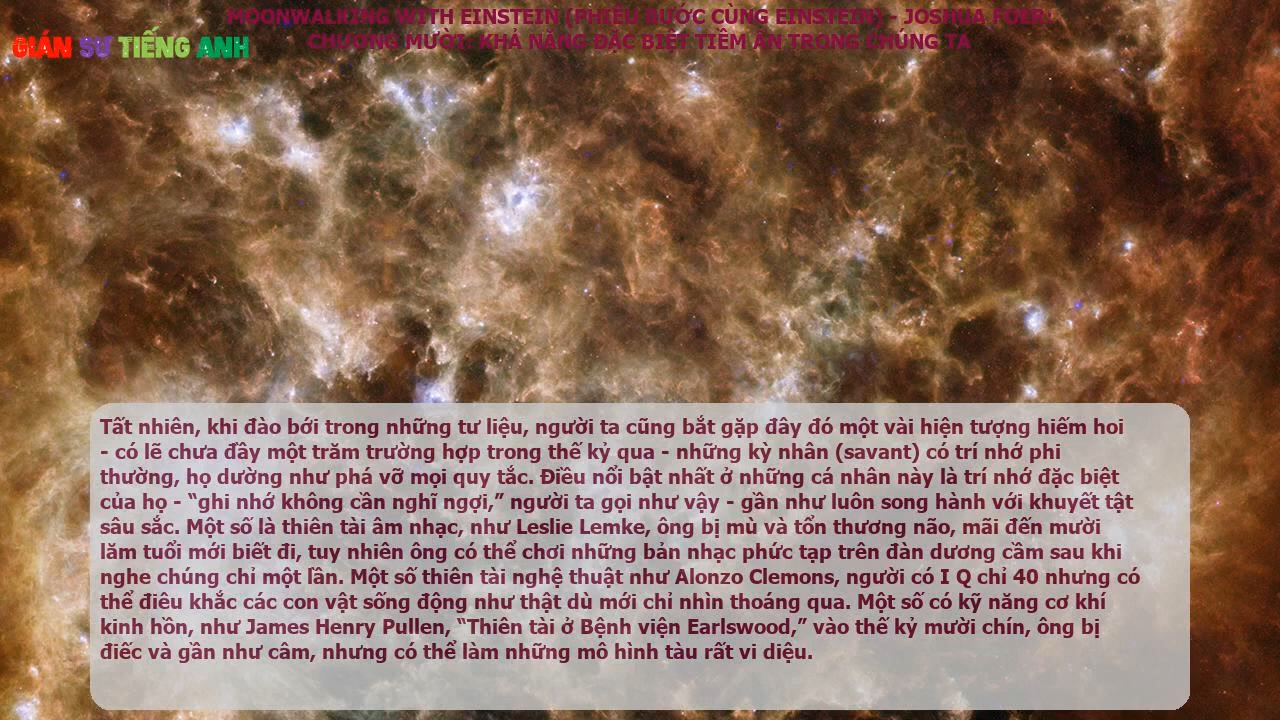 MOONWALKING WITH EINSTEIN (PHIÊU BƯỚC CÙNG EINSTEIN) - JOSHUA FOER.
CHƯƠNG MƯỜI: KHẢ NĂNG ĐẶC BIỆT TIỀM ẨN TRONG CHÚNG TA
GIÁN SỨ TIẾNG ANH
Tất nhiên, khi đào bới trong những tư liệu, người ta cũng bắt gặp đây đó một vài hiện tượng hiếm hoi
- có lẽ chưa đầy một trăm trường hợp trong thế kỷ qua - những kỳ nhân (savant) có trí nhớ phi
thường, họ dường như phá vỡ mọi quy tắc. Điều nổi bật nhất ở những cá nhân này là trí nhớ đặc biệt
của họ - “ghi nhớ không cần nghĩ ngợi,” người ta gọi như vậy - gần như luôn song hành với khuyết tật
sâu sắc. Một số là thiên tài âm nhạc, như Leslie Lemke, ông bị mù và tổn thương não, mãi đến mười
lăm tuổi mới biết đi, tuy nhiên ông có thể chơi những bản nhạc phức tạp trên đàn dương cầm sau khi
nghe chúng chỉ một lần. Một số thiên tài nghệ thuật như Alonzo Clemons, người có I Q chỉ 40 nhưng có
thể điêu khắc các con vật sống động như thật dù mới chỉ nhìn thoáng qua. Một số có kỹ năng cơ khí
kinh hồn, như James Henry Pullen, “Thiên tài ở Bệnh viện Earlswood,” vào thế kỷ mười chín, ông bị
điếc và gần như câm, nhưng có thể làm những mô hình tàu rất vi diệu.